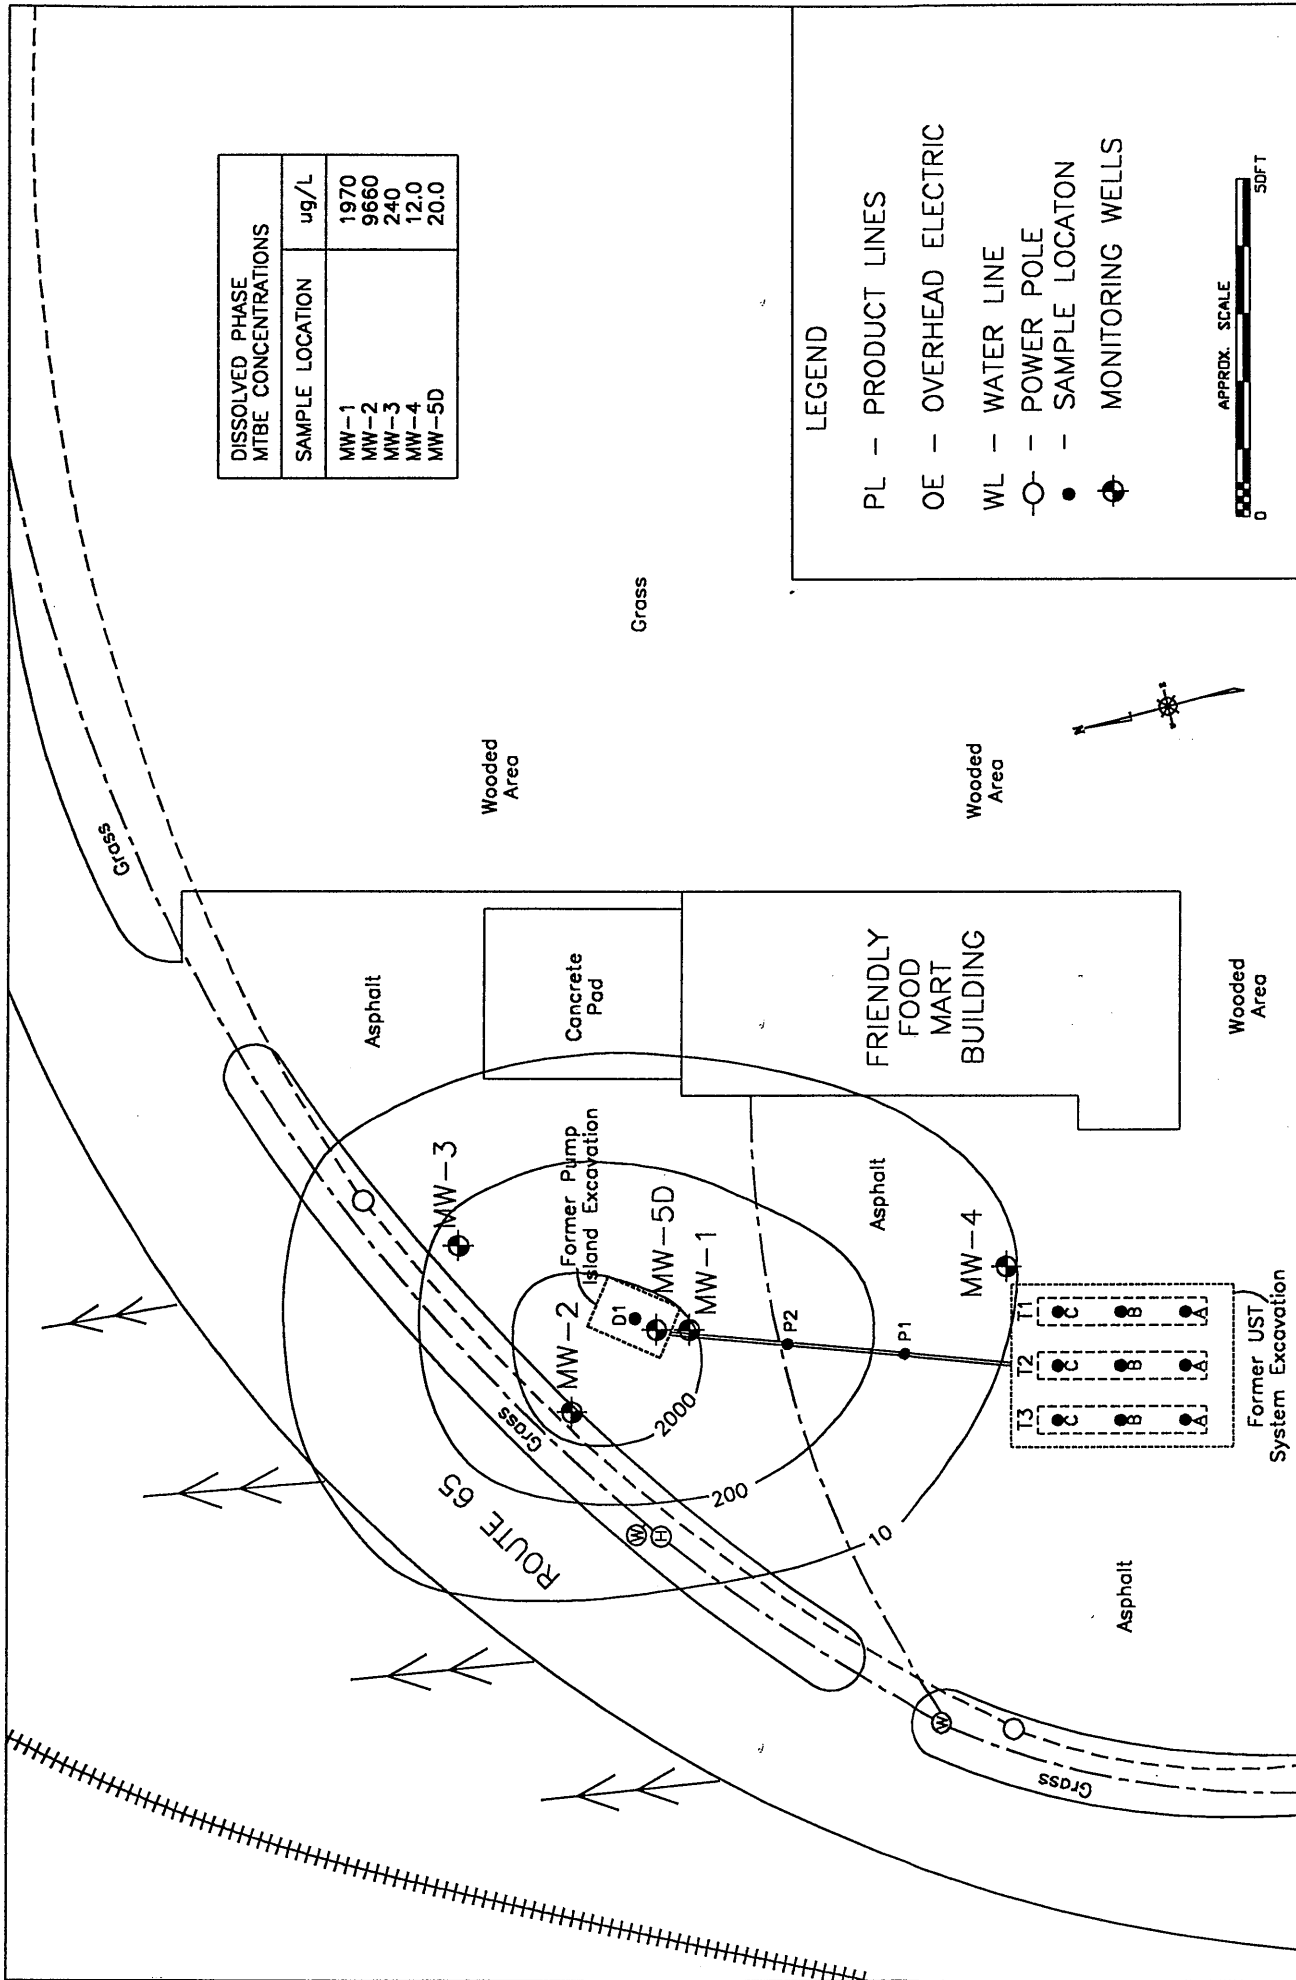 DISSOLVED PHASE
MTBE CONCENTRATIONS
SAMPLE LOCATION ug/L
MW-1 1970
MW-2 9660
MW-3 240
MW-4 12.0
MW-5D 20.0
Grass
Grass
Wooded
Area
Wooded
Area
Wooded
Area
Asphalt
Concrete
Pad
FRIENDLY
FOOD
MART
BUILDING
ROUTE 65
Grass
MW-3
Former Pump
Island Excavation
MW-2
D1
MW-5D
MW-1
2000
200
10
P2
P1
Asphalt
MW-4
T1
C
B
A
T2
C
B
A
T3
C
B
A
Former UST
System Excavation
W
H
W
Grass
Asphalt
N
LEGEND
PL - PRODUCT LINES
OE - OVERHEAD ELECTRIC
WL - WATER LINE
- POWER POLE
- SAMPLE LOCATON
MONITORING WELLS
APPROX. SCALE
0 50FT